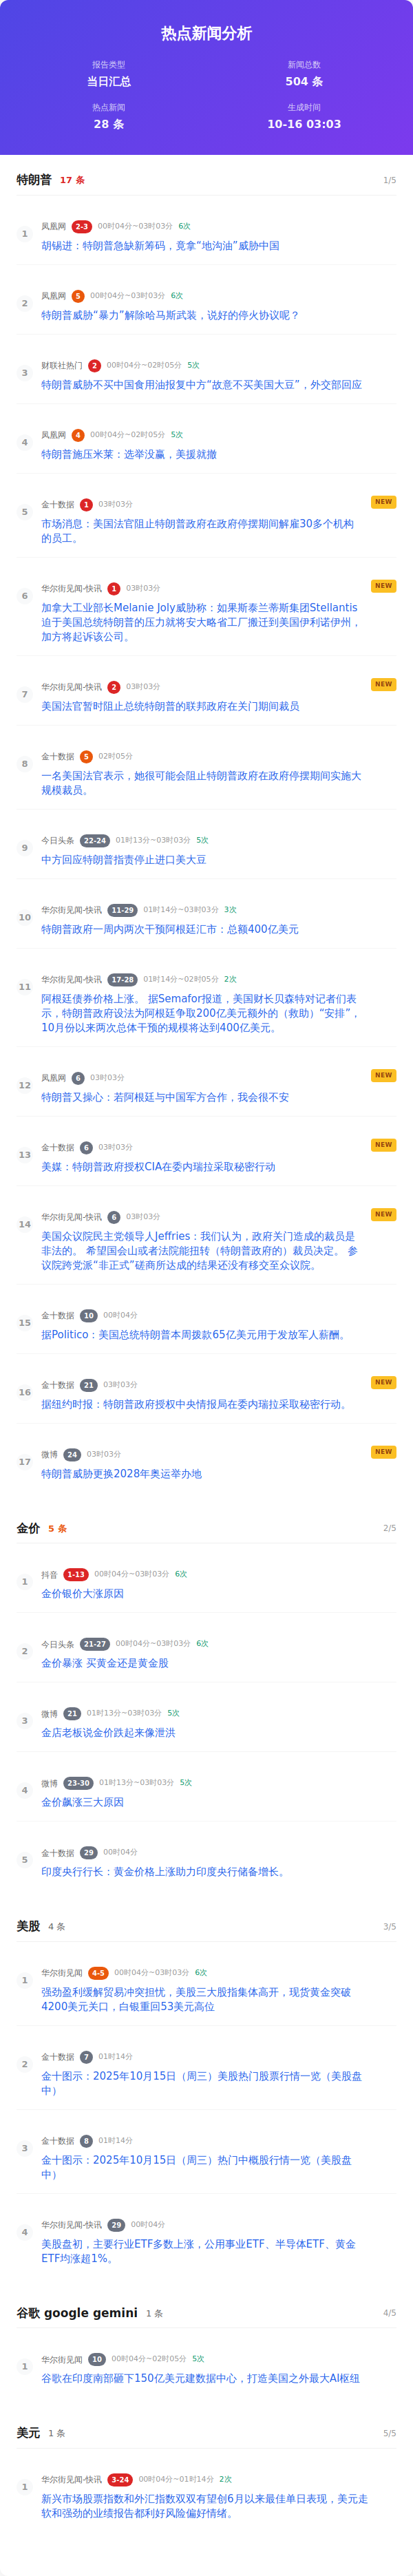 热点新闻分析
报告类型
当日汇总
新闻总数
504 条
热点新闻
28 条
生成时间
10-16 03:03
特朗普 17 条 1/5
1
凤凰网 2-3 00时04分~03时03分 6次
胡锡进：特朗普急缺新筹码，竟拿“地沟油”威胁中国
2
凤凰网 5 00时04分~03时03分 6次
特朗普威胁“暴力”解除哈马斯武装，说好的停火协议呢？
3
财联社热门 2 00时04分~02时05分 5次
特朗普威胁不买中国食用油报复中方“故意不买美国大豆”，外交部回应
4
凤凰网 4 00时04分~02时05分 5次
特朗普施压米莱：选举没赢，美援就撤
5
金十数据 1 03时03分 NEW
市场消息：美国法官阻止特朗普政府在政府停摆期间解雇30多个机构
的员工。
6
华尔街见闻-快讯 1 03时03分 NEW
加拿大工业部长Melanie Joly威胁称：如果斯泰兰蒂斯集团Stellantis
迫于美国总统特朗普的压力就将安大略省工厂搬迁到美国伊利诺伊州，
加方将起诉该公司。
7
华尔街见闻-快讯 2 03时03分 NEW
美国法官暂时阻止总统特朗普的联邦政府在关门期间裁员
8
金十数据 5 02时05分
一名美国法官表示，她很可能会阻止特朗普政府在政府停摆期间实施大
规模裁员。
9
今日头条 22-24 01时13分~03时03分 5次
中方回应特朗普指责停止进口美大豆
10
华尔街见闻-快讯 11-29 01时14分~03时03分 3次
特朗普政府一周内两次干预阿根廷汇市：总额400亿美元
11
华尔街见闻-快讯 17-28 01时14分~02时05分 2次
阿根廷债券价格上涨。 据Semafor报道，美国财长贝森特对记者们表
示，特朗普政府设法为阿根廷争取200亿美元额外的（救助）“安排”，
10月份以来两次总体干预的规模将达到400亿美元。
12
凤凰网 6 03时03分 NEW
特朗普又操心：若阿根廷与中国军方合作，我会很不安
13
金十数据 6 03时03分 NEW
美媒：特朗普政府授权CIA在委内瑞拉采取秘密行动
14
华尔街见闻-快讯 6 03时03分 NEW
美国众议院民主党领导人Jeffries：我们认为，政府关门造成的裁员是
非法的。 希望国会山或者法院能扭转（特朗普政府的）裁员决定。 参
议院跨党派“非正式”磋商所达成的结果还没有移交至众议院。
15
金十数据 10 00时04分
据Politico：美国总统特朗普本周拨款65亿美元用于发放军人薪酬。
16
金十数据 21 03时03分 NEW
据纽约时报：特朗普政府授权中央情报局在委内瑞拉采取秘密行动。
17
微博 24 03时03分 NEW
特朗普威胁更换2028年奥运举办地
金价 5 条 2/5
1
抖音 1-13 00时04分~03时03分 6次
金价银价大涨原因
2
今日头条 21-27 00时04分~03时03分 6次
金价暴涨 买黄金还是黄金股
3
微博 21 01时13分~03时03分 5次
金店老板说金价跌起来像泄洪
4
微博 23-30 01时13分~03时03分 5次
金价飙涨三大原因
5
金十数据 29 00时04分
印度央行行长：黄金价格上涨助力印度央行储备增长。
美股 4 条 3/5
1
华尔街见闻 4-5 00时04分~03时03分 6次
强劲盈利缓解贸易冲突担忧，美股三大股指集体高开，现货黄金突破
4200美元关口，白银重回53美元高位
2
金十数据 7 01时14分
金十图示：2025年10月15日（周三）美股热门股票行情一览（美股盘
中）
3
金十数据 8 01时14分
金十图示：2025年10月15日（周三）热门中概股行情一览（美股盘
中）
4
华尔街见闻-快讯 29 00时04分
美股盘初，主要行业ETF多数上涨，公用事业ETF、半导体ETF、黄金
ETF均涨超1%。
谷歌 google gemini 1 条 4/5
1
华尔街见闻 10 00时04分~02时05分 5次
谷歌在印度南部砸下150亿美元建数据中心，打造美国之外最大AI枢纽
美元 1 条 5/5
1
华尔街见闻-快讯 3-24 00时04分~01时14分 2次
新兴市场股票指数和外汇指数双双有望创6月以来最佳单日表现，美元走
软和强劲的业绩报告都利好风险偏好情绪。